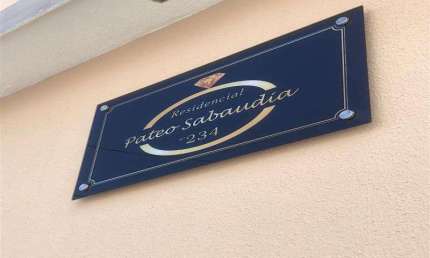 Residencial
Pateo Sabaudia
234